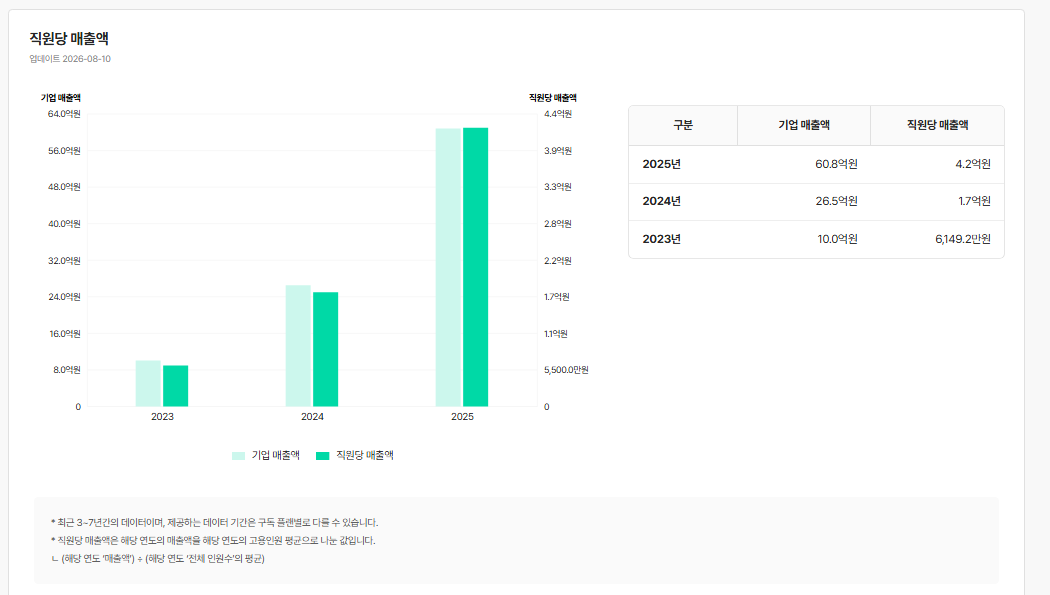 직원당 매출액
업데이트 2026-08-10
기업 매출액 직원당 매출액
64.0억원 4.4억원
56.0억원 3.9억원
48.0억원 3.3억원
40.0억원 2.8억원
32.0억원 2.2억원
24.0억원 1.7억원
16.0억원 1.1억원
8.0억원 5,500.0만원
0 0
2023 2024 2025
기업 매출액 직원당 매출액
구분 기업 매출액 직원당 매출액
2025년 60.8억원 4.2억원
2024년 26.5억원 1.7억원
2023년 10.0억원 6,149.2만원
* 최근 3~7년간의 데이터이며, 제공하는 데이터 기간은 구독 플랜별로 다를 수 있습니다.
* 직원당 매출액은 해당 연도의 매출액을 해당 연도의 고용인원 평균으로 나눈 값입니다.
ㄴ (해당 연도 '매출액') ÷ (해당 연도 '전체 인원수'의 평균)